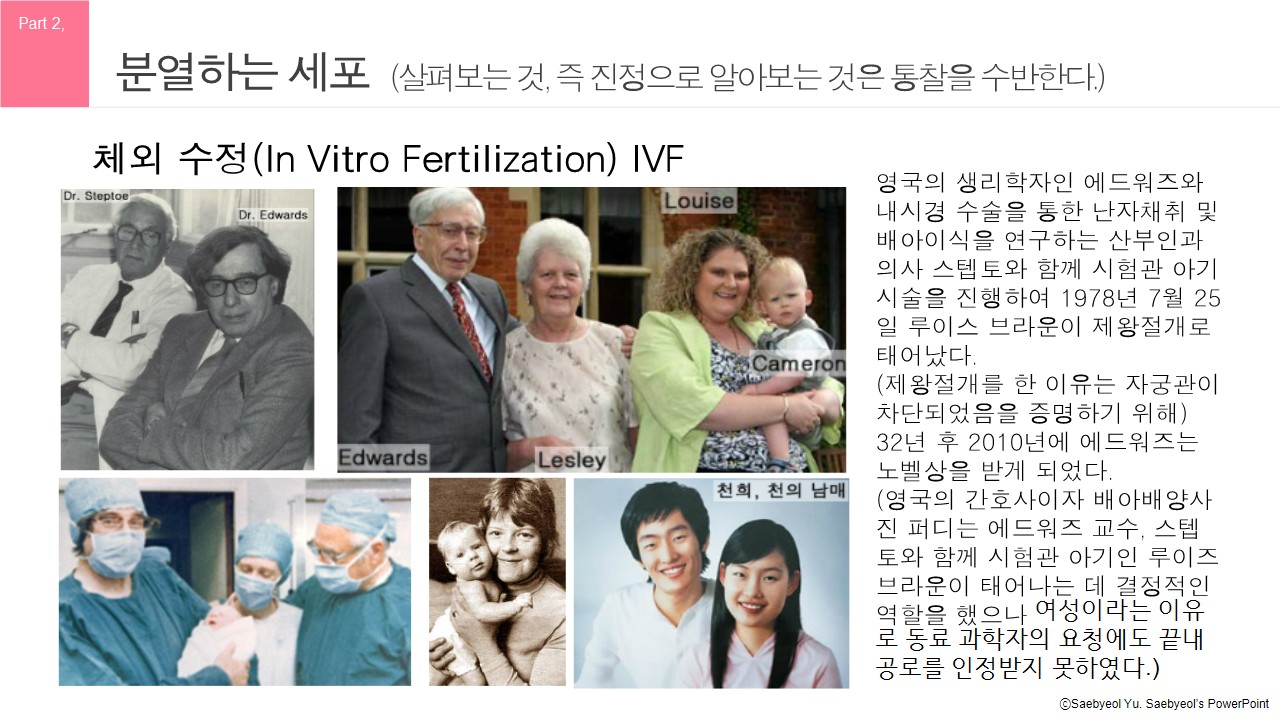 Part 2,
분열하는 세포 (살펴보는 것, 즉 진정으로 알아보는 것은 통찰을 수반한다.)
체외 수정(In Vitro Fertilization) IVF
Dr. Steptoe
Dr. Edwards
Louise
Cameron
Edwards
Lesley
천희, 천의 남매
영국의 생리학자인 에드워즈와
내시경 수술을 통한 난자채취 및
배아이식을 연구하는 산부인과
의사 스텝토와 함께 시험관 아기
시술을 진행하여 1978년 7월 25
일 루이스 브라운이 제왕절개로
태어났다.
(제왕절개를 한 이유는 자궁관이
차단되었음을 증명하기 위해)
32년 후 2010년에 에드워즈는
노벨상을 받게 되었다.
(영국의 간호사이자 배아배양사
진 퍼디는 에드워즈 교수, 스텝
토와 함께 시험관 아기인 루이즈
브라운이 태어나는 데 결정적인
역할을 했으나 여성이라는 이유
로 동료 과학자의 요청에도 끝내
공로를 인정받지 못하였다.)
ⓒSaebyeol Yu. Saebyeol's PowerPoint